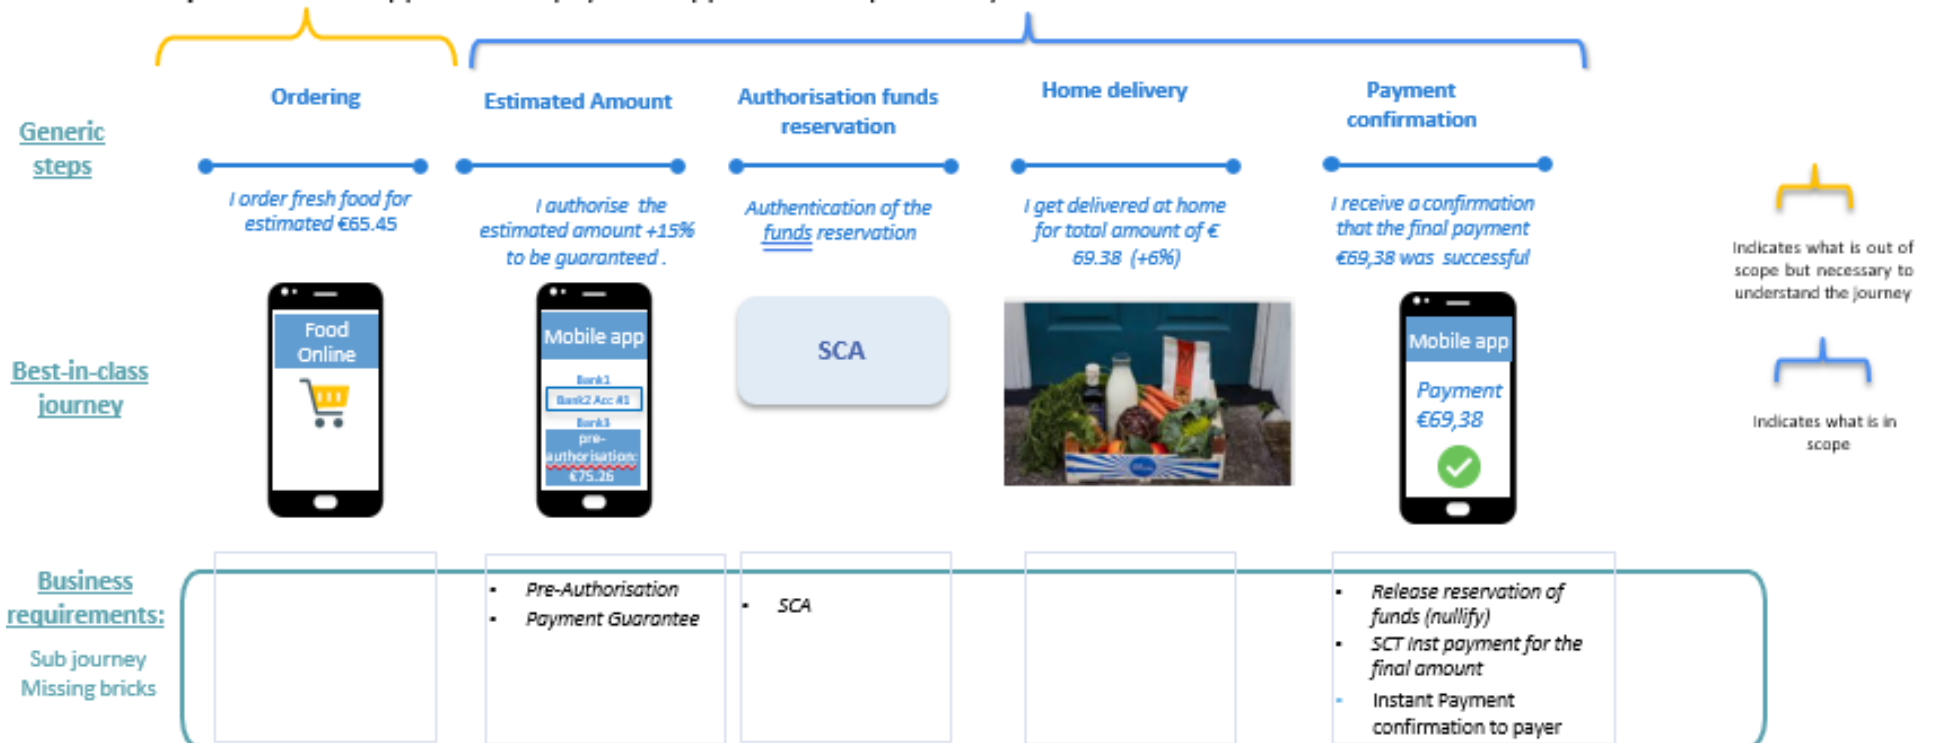 Ordering
Estimated Amount
Authorisation funds
reservation
Home delivery
Payment
confirmation
Generic
steps
I order fresh food for
estimated €65.45
I authorise the
estimated amount +15%
to be guaranteed .
Authentication of the
funds reservation
I get delivered at home
for total amount of €
69.38 (+6%)
I receive a confirmation
that the final payment
€69,38 was successful
Indicates what is out of
scope but necessary to
understand the journey
Indicates what is in
scope
Best-in-class
journey
Food
Online
Mobile app
Bank1
Bank2 Acc #1
Bank3
pre-
authorisation:
€75.26
SCA
Mobile app
Payment
€69,38
Business
requirements:
Sub journey
Missing bricks
▪ Pre-Authorisation
▪ Payment Guarantee
▪ SCA
▪ Release reservation of
funds (nullify)
▪ SCT Inst payment for the
final amount
- Instant Payment
confirmation to payer